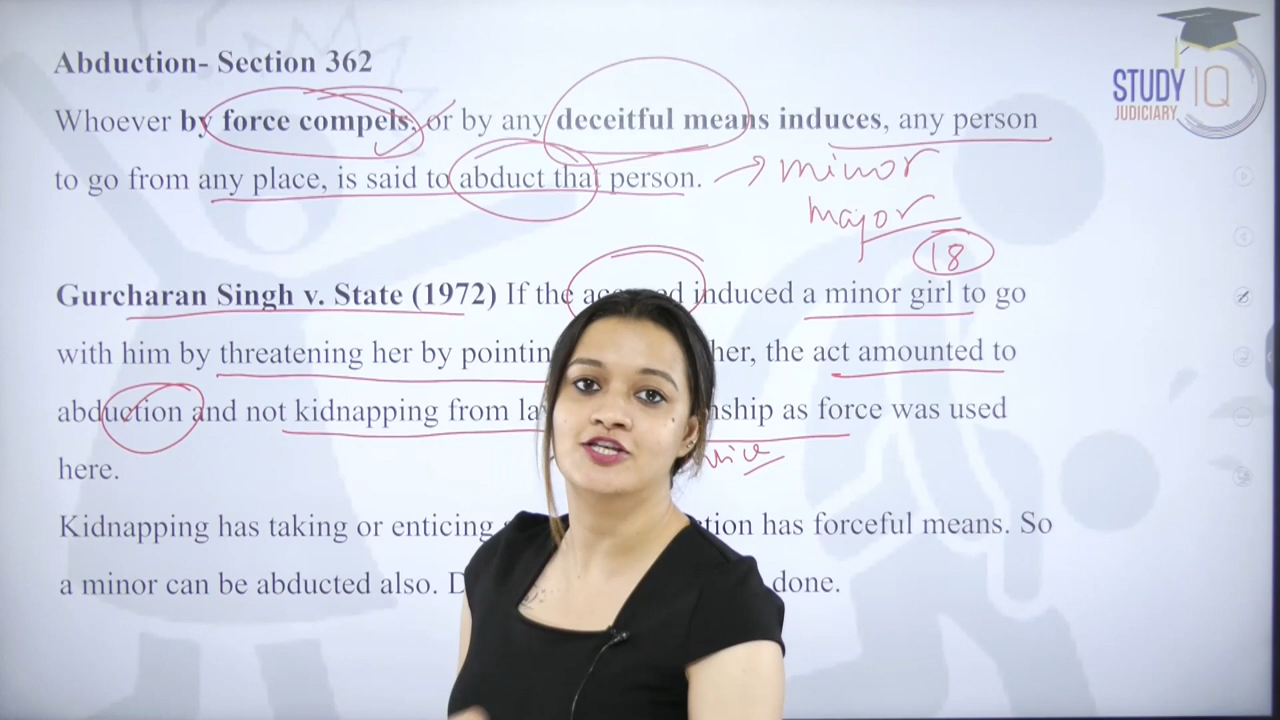 Abduction- Section 362
STUDY IQ
JUDICIARY
Whoever by force compels, or by any deceitful means induces, any person
to go from any place, is said to abduct that person.
minor
major
18
Gurcharan Singh v. State (1972) If the accused induced a minor girl to go
with him by threatening her by pointin her, the act amounted to
abduction and not kidnapping from la nship as force was used
here.
Kidnapping has taking or enticing tion has forceful means. So
a minor can be abducted also. D done.